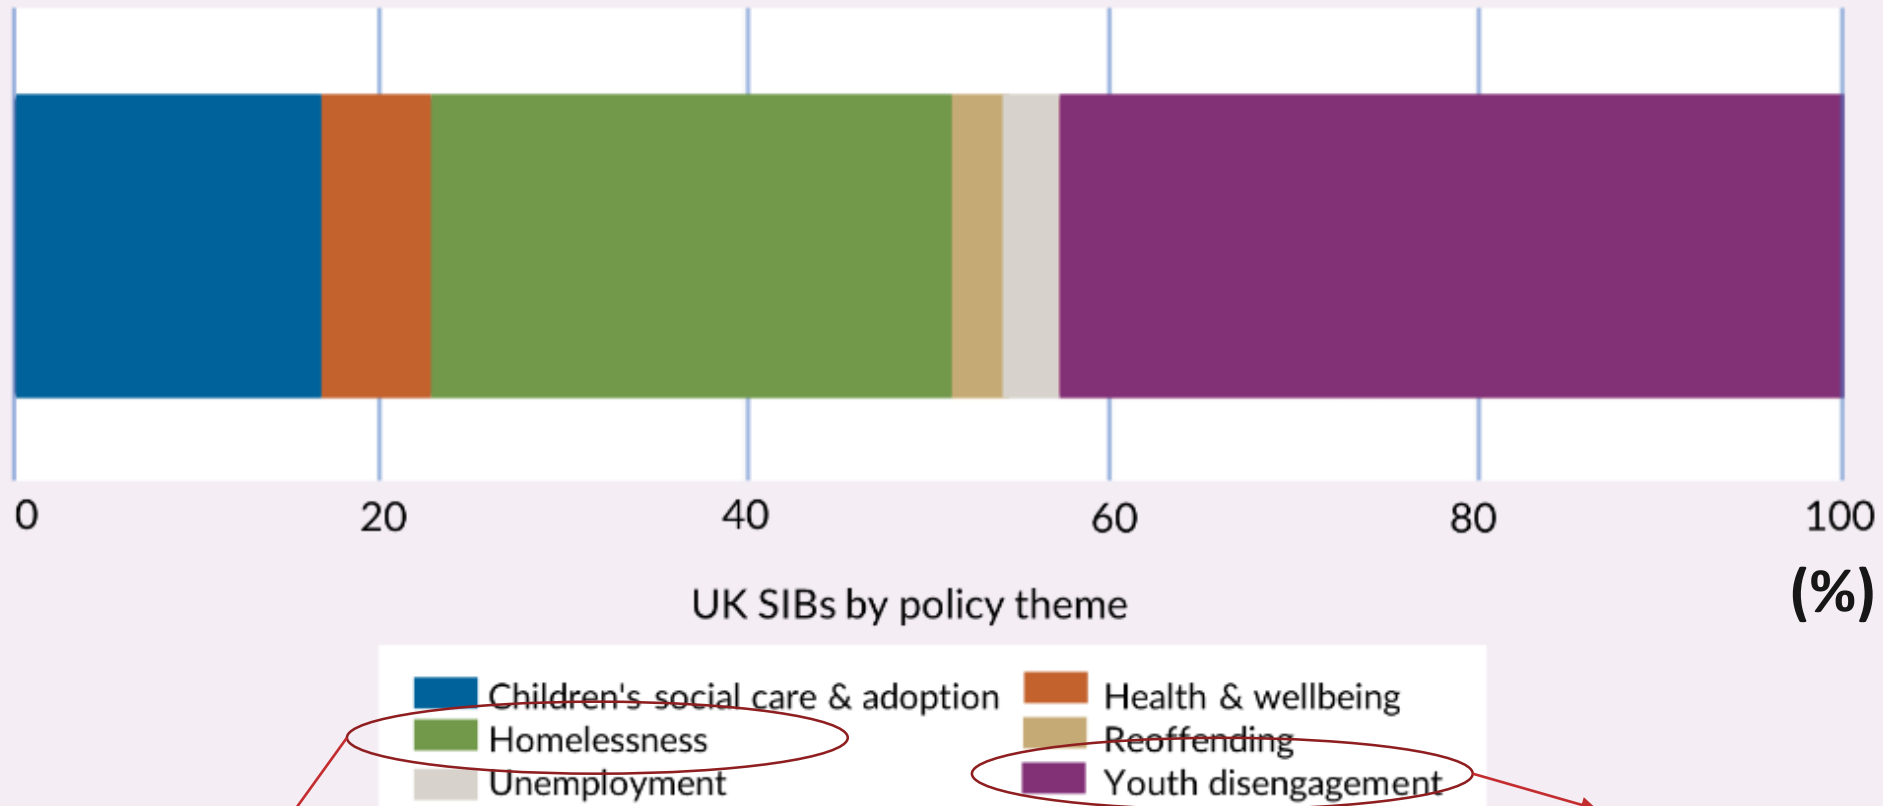 0 20 40 60 80 100
(%)
UK SIBs by policy theme
Children's social care & adoption Health & wellbeing
Homelessness Reoffending
Unemployment Youth disengagement